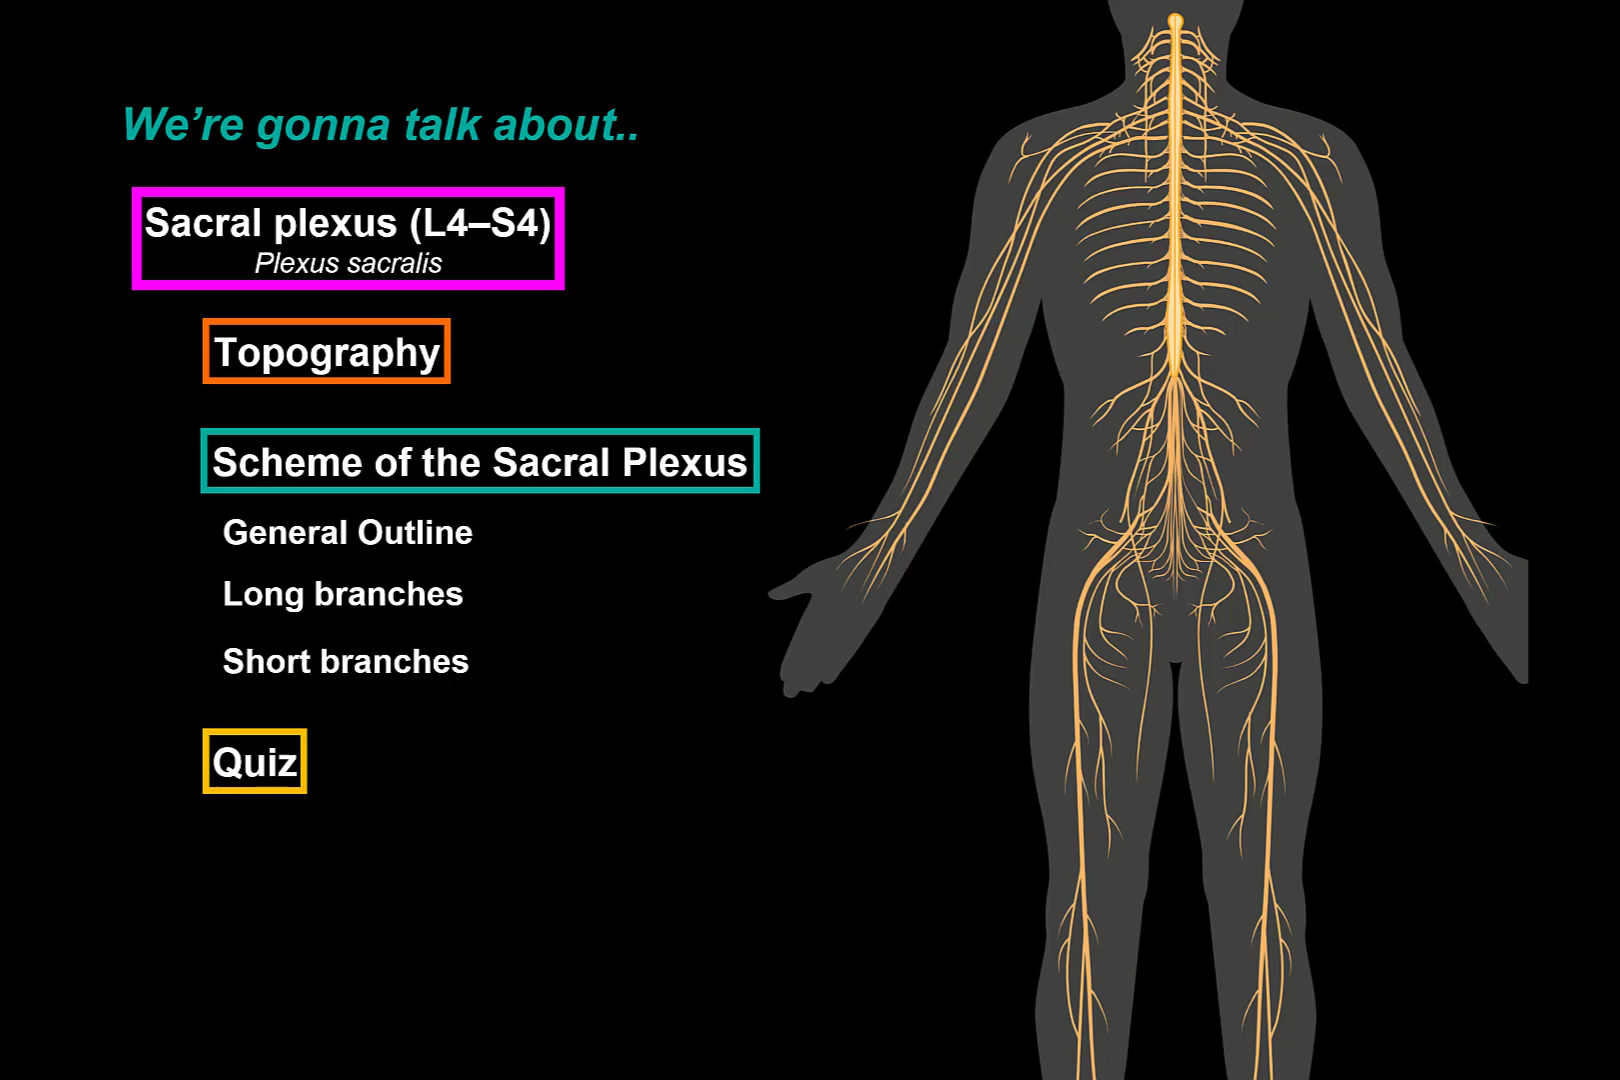 We’re gonna talk about..
Sacral plexus (L4–S4)
Plexus sacralis
Topography
Scheme of the Sacral Plexus
General Outline
Long branches
Short branches
Quiz